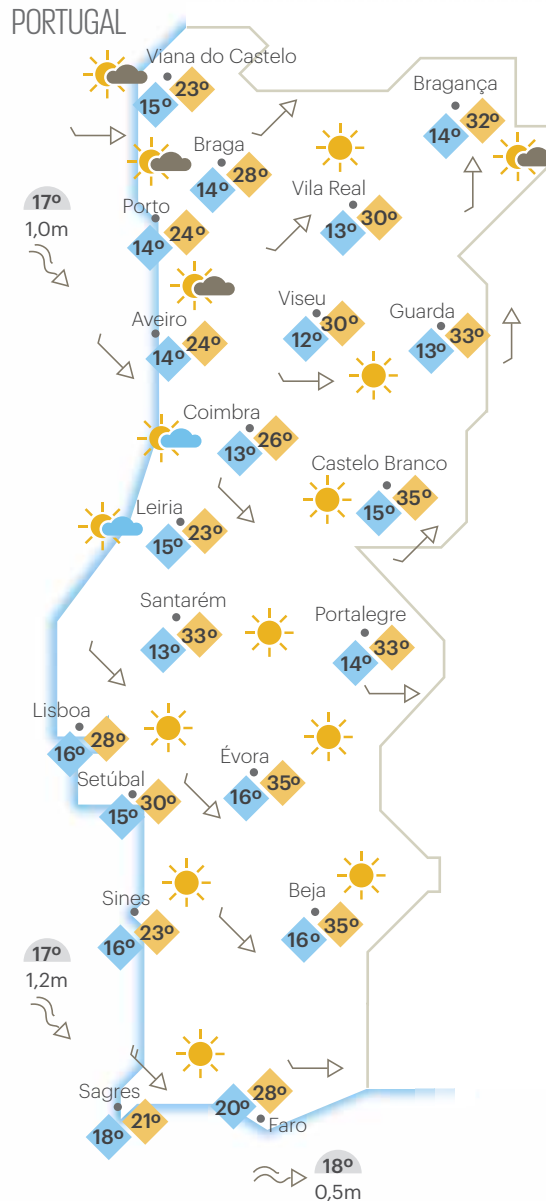 PORTUGAL
Viana do Castelo
15º 23º
Bragança
14º 32º
Braga
14º 28º
Vila Real
13º 30º
17º
1,0m
Porto
14º 24º
Aveiro
14º 24º
Viseu
12º 30º
Guarda
13º 33º
Coimbra
13º 26º
Castelo Branco
15º 35º
Leiria
15º 23º
Santarém
13º 33º
Portalegre
14º 33º
Lisboa
16º 28º
Setúbal
15º 30º
Évora
16º 35º
Sines
16º 23º
Beja
16º 35º
17º
1,2m
Sagres
18º 21º
20º 28º
Faro
18º
0,5m